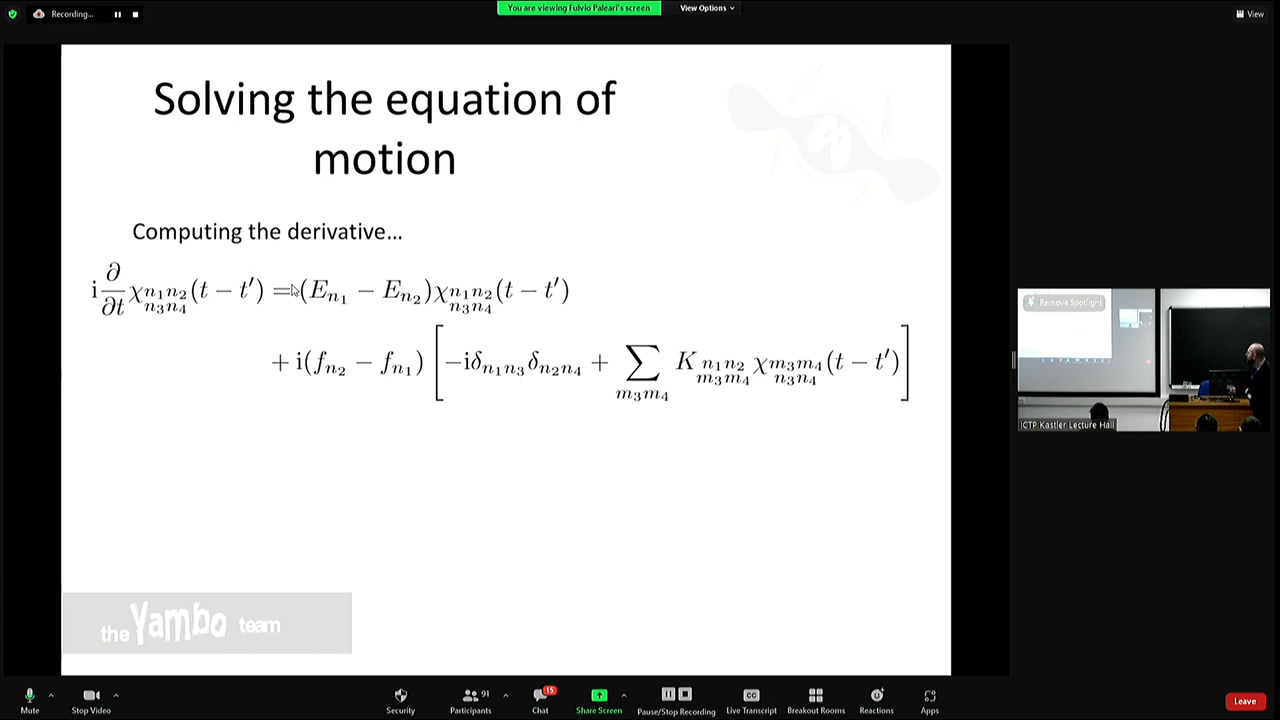 Recording...
You are viewing Fulvio Paleari's screen
View Options
View
Solving the equation of
motion
Computing the derivative...
i ∂/∂t χ_{n₁n₂ n₃n₄}(t − t′) = (E_{n₁} − E_{n₂})χ_{n₁n₂ n₃n₄}(t − t′)
+ i(f_{n₂} − f_{n₁}) [ −iδ_{n₁n₃}δ_{n₂n₄} + ∑_{m₃m₄} K_{n₁n₂ m₃m₄} χ_{m₃m₄ n₃n₄}(t − t′) ]
the Yambo team
Remove Spotlight
ICTP Kastler Lecture Hall
Mute
Stop Video
Security
Participants
91
Chat
15
Share Screen
Pause/Stop Recording
CC
Live Transcript
Breakout Rooms
Reactions
Apps
Leave